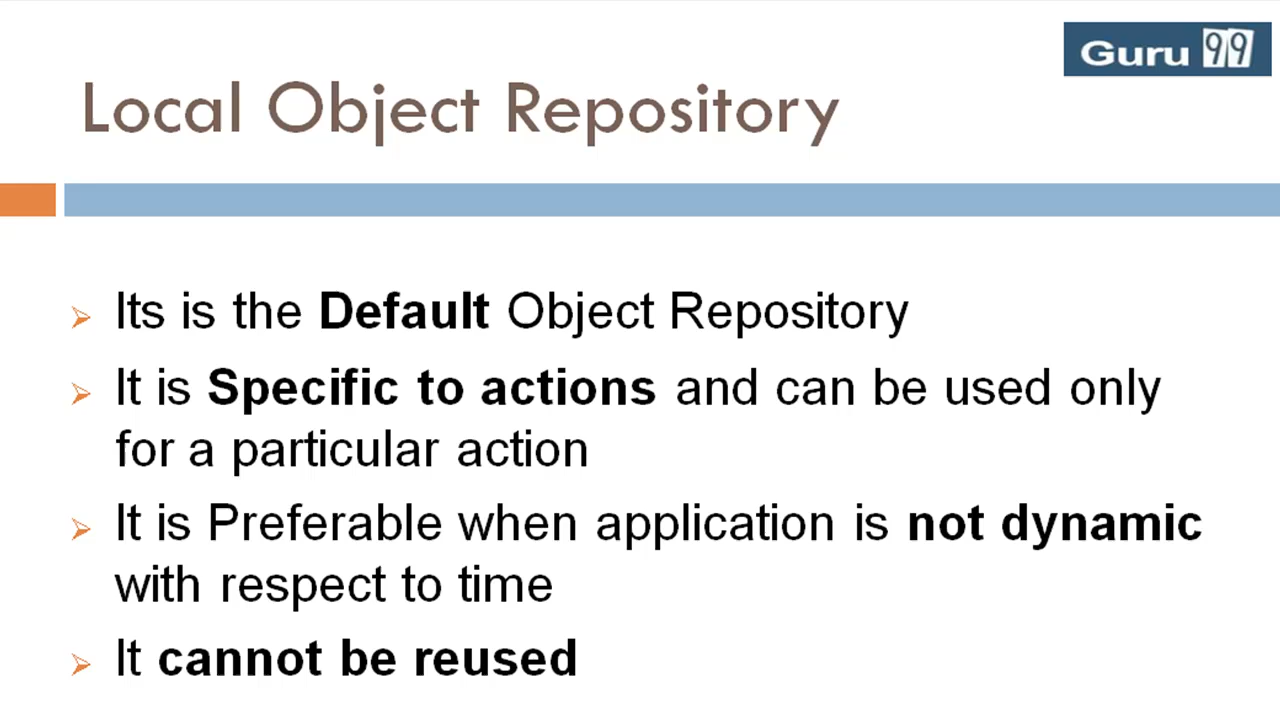 Guru 99
Local Object Repository
Its is the Default Object Repository
It is Specific to actions and can be used only
for a particular action
It is Preferable when application is not dynamic
with respect to time
It cannot be reused